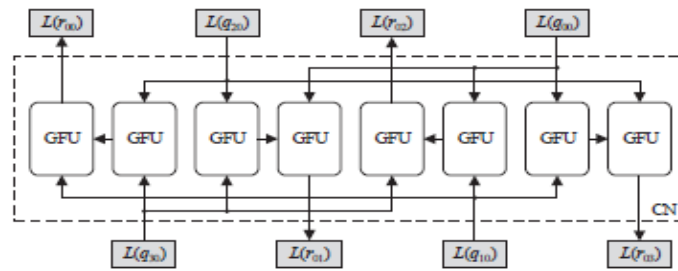 L(r₀₀) L(q₂₀) L(r₀₂) L(q₀₀)
GFU GFU GFU GFU GFU GFU GFU GFU
CN
L(q₃₀) L(r₀₁) L(q₁₀) L(r₀₃)